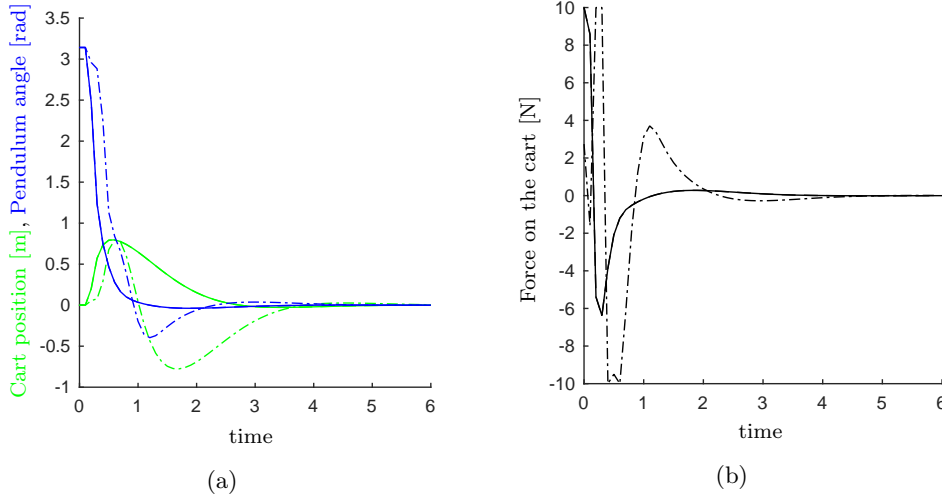 Cart position [m], Pendulum angle [rad]
3.5
3
2.5
2
1.5
1
0.5
0
-0.5
-1
0 1 2 3 4 5 6
time
(a)
Force on the cart [N]
10
8
6
4
2
0
-2
-4
-6
-8
-10
0 1 2 3 4 5 6
time
(b)